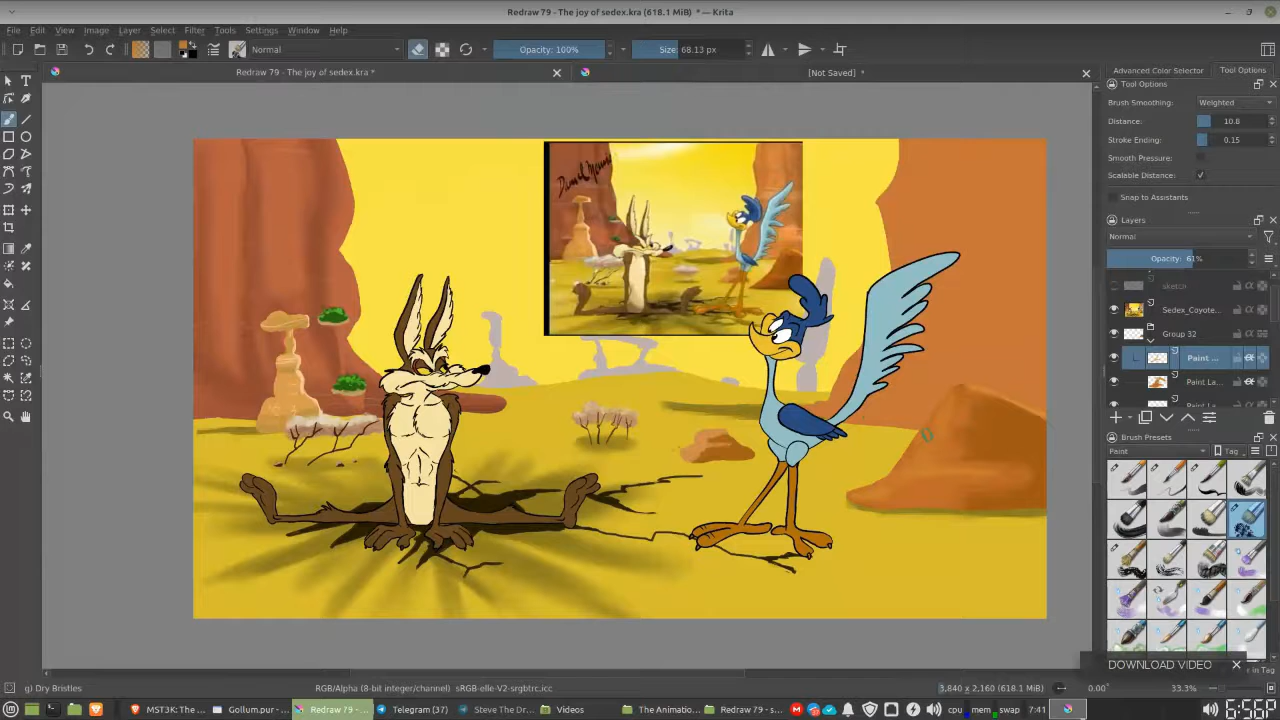 Redraw 79 - The joy of sedex.kra (618.1 MiB) * — Krita
File Edit View Image Layer Select Filter Tools Settings Window Help
Normal Opacity: 100% Size: 68.13 px
Redraw 79 - The joy of sedex.kra * [Not Saved] *
Advanced Color Selector Tool Options
Tool Options
Brush Smoothing: Weighted
Distance: 10.8
Stroke Ending: 0.15
Smooth Pressure:
Scalable Distance: ✓
Snap to Assistants
Layers
Normal
Opacity: 61%
sketch
Sedex_Coyote...
Group 32
Paint ...
Paint La...
Paint La...
Brush Presets
Paint Tag
DOWNLOAD VIDEO
in Tag
g) Dry Bristles RGB/Alpha (8-bit integer/channel) sRGB-elle-V2-srgbtrc.icc 3,840 x 2,160 (618.1 MiB) 0.00° 33.3%
MST3K: The ... Gollum.pur - ... Redraw 79 - ... Telegram (37) Steve The Dr... Videos The Animatio... Redraw 79 - s... cpu mem swap 7:41 5:56P